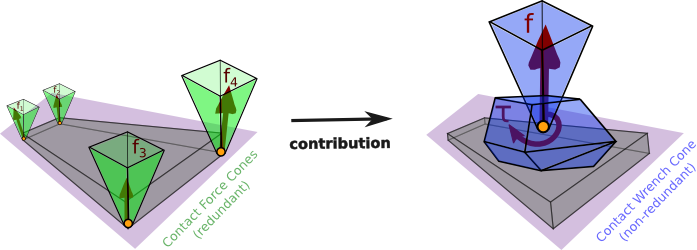 f₁
f₂
f₄
f₃
Contact Force Cones
(redundant)
contribution
f
τ
Contact Wrench Cone
(non-redundant)